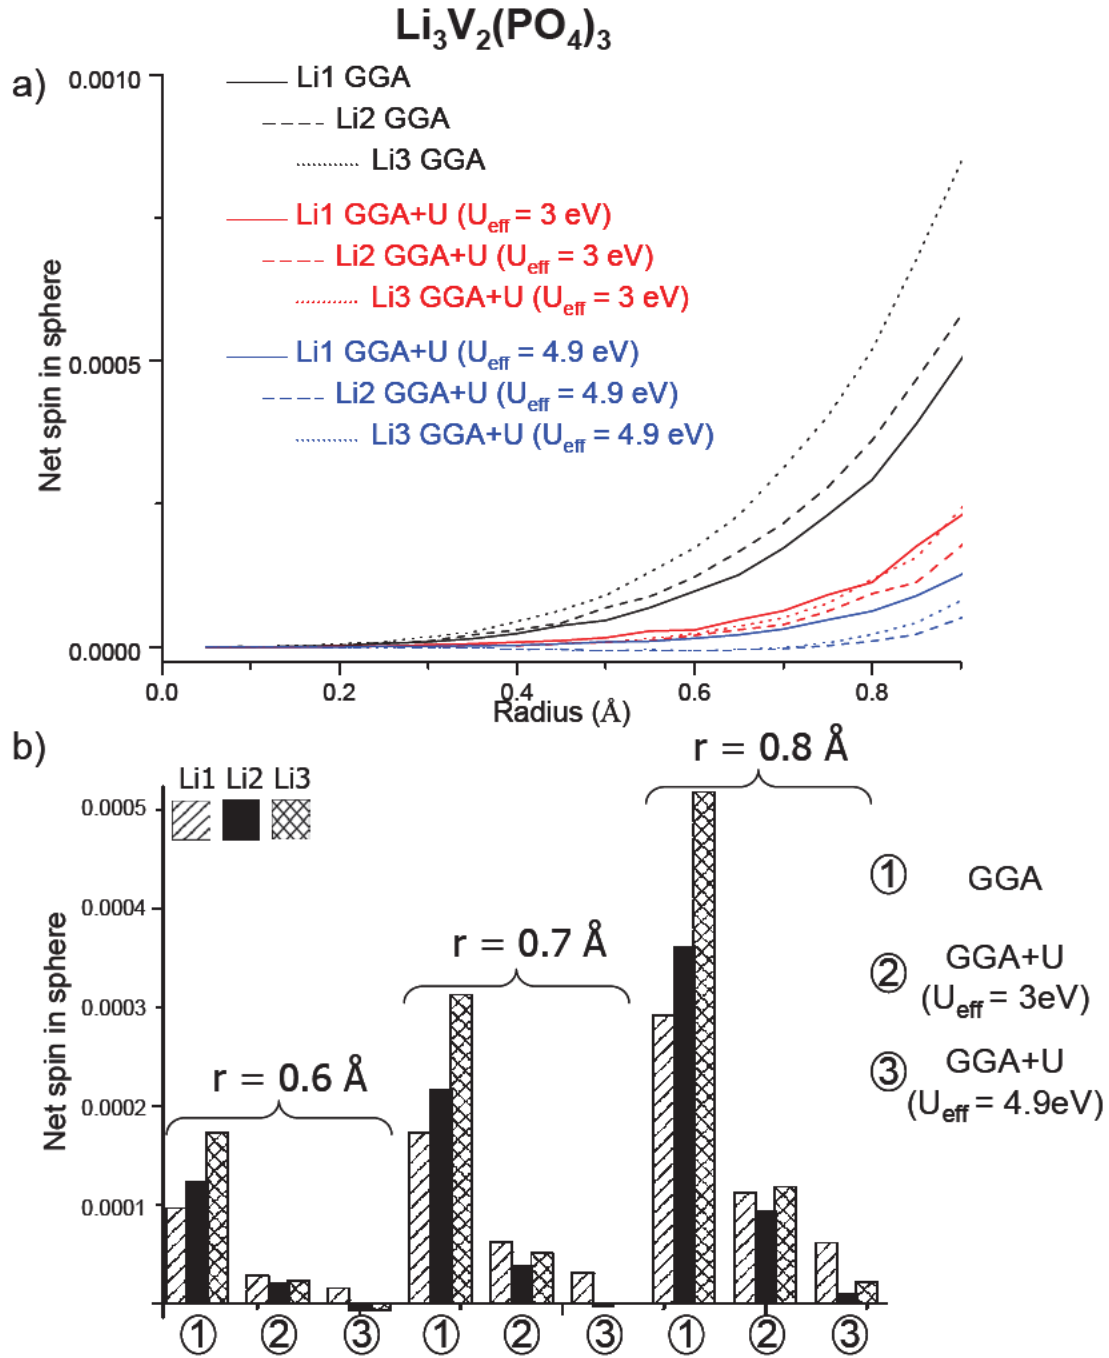 Li₃V₂(PO₄)₃
a)
0.0010
Li1 GGA
Li2 GGA
Li3 GGA
Li1 GGA+U (Ueff = 3 eV)
Li2 GGA+U (Ueff = 3 eV)
Li3 GGA+U (Ueff = 3 eV)
Li1 GGA+U (Ueff = 4.9 eV)
Li2 GGA+U (Ueff = 4.9 eV)
Li3 GGA+U (Ueff = 4.9 eV)
Net spin in sphere
0.0005
0.0000
0.0 0.2 0.4 0.6 0.8
Radius (Å)
b)
Li1 Li2 Li3
r = 0.8 Å
r = 0.7 Å
r = 0.6 Å
Net spin in sphere
0.0005
0.0004
0.0003
0.0002
0.0001
① GGA
② GGA+U
(Ueff = 3eV)
③ GGA+U
(Ueff = 4.9eV)
① ② ③ ① ② ③ ① ② ③